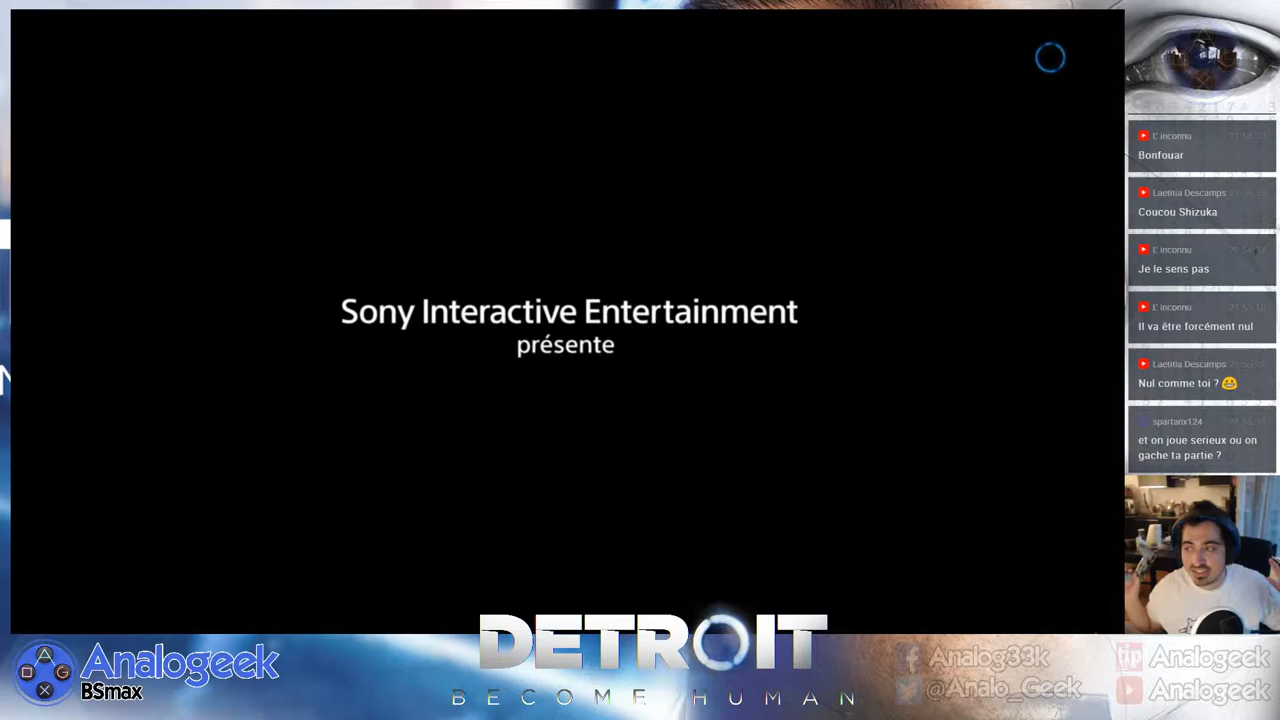 Sony Interactive Entertainment
présente
L' inconnu
Bonfouar
Laetitia Descamps
Coucou Shizuka
L' inconnu
Je le sens pas
L' inconnu
Il va être forcément nul
Laetitia Descamps
Nul comme toi ? 😀
spartanx124
et on joue serieux ou on
gache ta partie ?
DETROIT
BECOME HUMAN
Analogeek
BSmax
Analog33k
@Analo_Geek
tip Analogeek
Analogeek